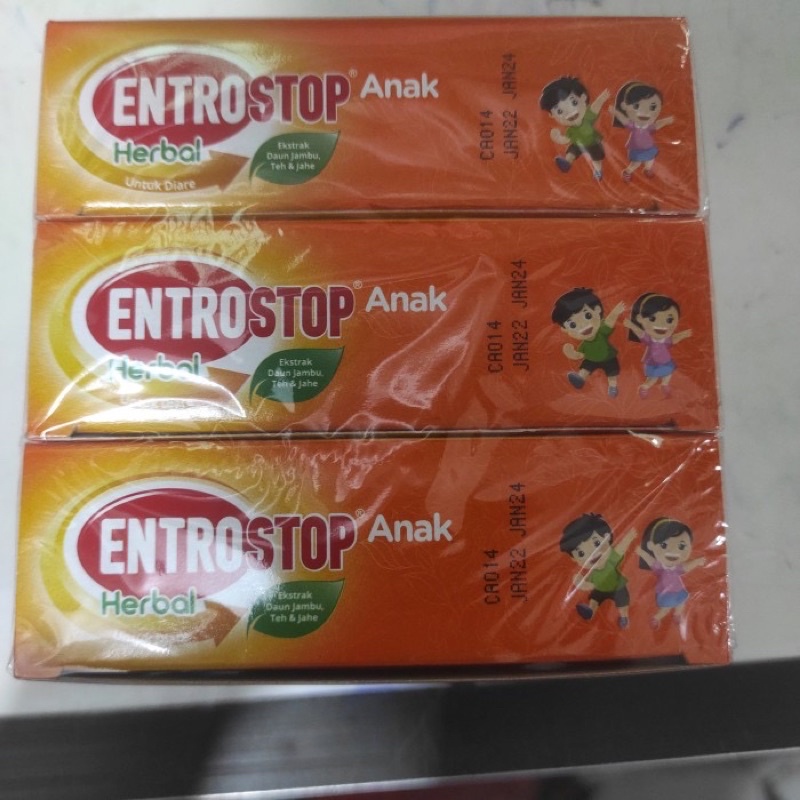 ENTROSTOP® Anak
Herbal
Ekstrak
Daun Jambu,
Teh & Jahe
Untuk Diare
CA014
JAN22 JAN24
ENTROSTOP® Anak
Herbal
Ekstrak
Daun Jambu,
Teh & Jahe
CA014
JAN22 JAN24
ENTROSTOP® Anak
Herbal
Ekstrak
Daun Jambu,
Teh & Jahe
CA014
JAN22 JAN24